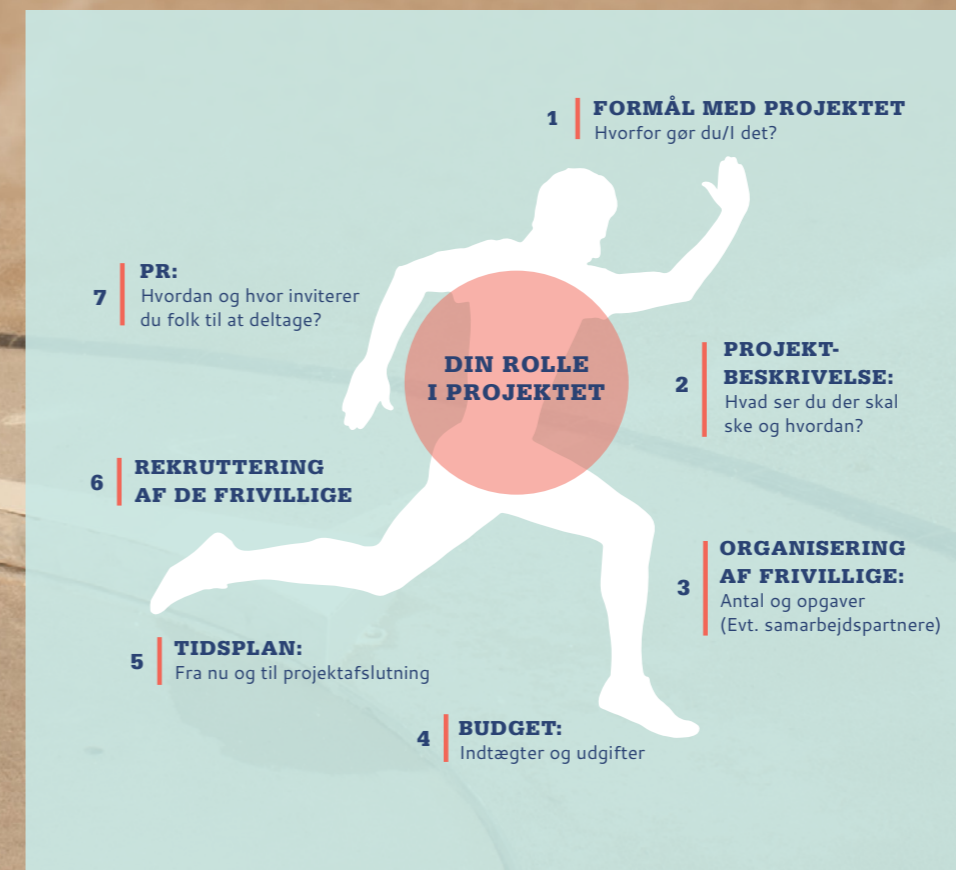 1
FORMÅL MED PROJEKTET
Hvorfor gør du/I det?
DIN ROLLE
I PROJEKTET
2
PROJEKT-
BESKRIVELSE:
Hvad ser du der skal
ske og hvordan?
3
ORGANISERING
AF FRIVILLIGE:
Antal og opgaver
(Evt. samarbejdspartnere)
4
BUDGET:
Indtægter og udgifter
5
TIDSPLAN:
Fra nu og til projektafslutning
6
REKRUTTERING
AF DE FRIVILLIGE
7
PR:
Hvordan og hvor inviterer
du folk til at deltage?